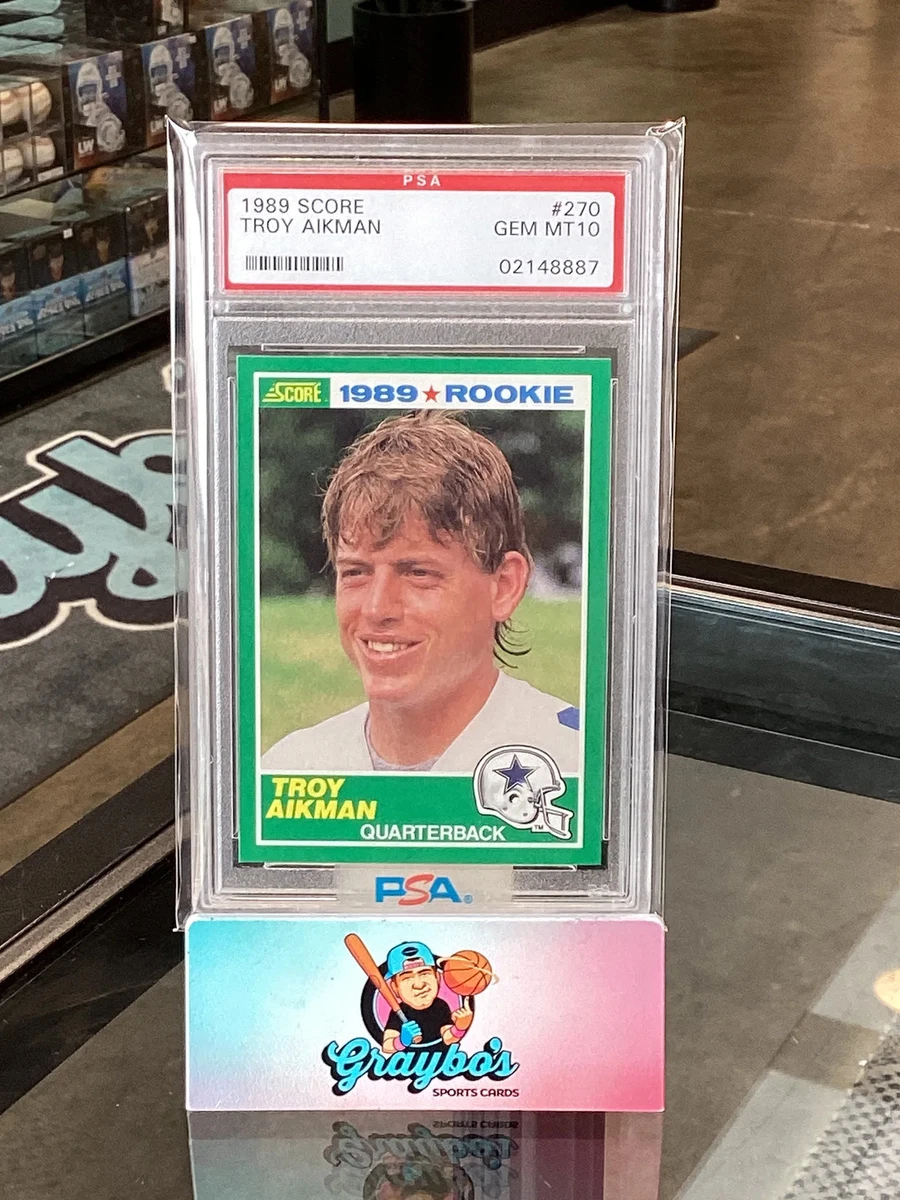 PSA
1989 SCORE #270
TROY AIKMAN GEM MT10
02148887
SCORE 1989 ★ ROOKIE
TROY
AIKMAN
QUARTERBACK
TM
PSA®
Graybo's
SPORTS CARDS